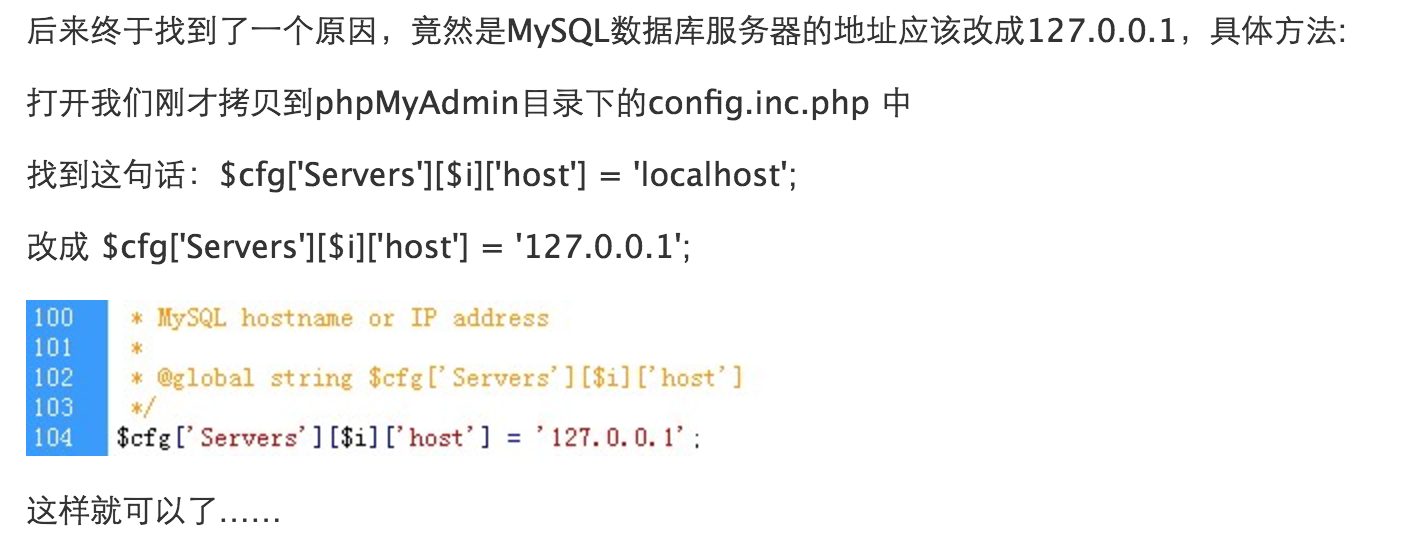 后来终于找到了一个原因，竟然是MySQL数据库服务器的地址应该改成127.0.0.1，具体方法:
打开我们刚才拷贝到phpMyAdmin目录下的config.inc.php 中
找到这句话：$cfg['Servers'][$i]['host'] = 'localhost';
改成 $cfg['Servers'][$i]['host'] = '127.0.0.1';
100 * MySQL hostname or IP address
101 *
102 * @global string $cfg['Servers'][$i]['host']
103 */
104 $cfg['Servers'][$i]['host'] = '127.0.0.1';
这样就可以了……